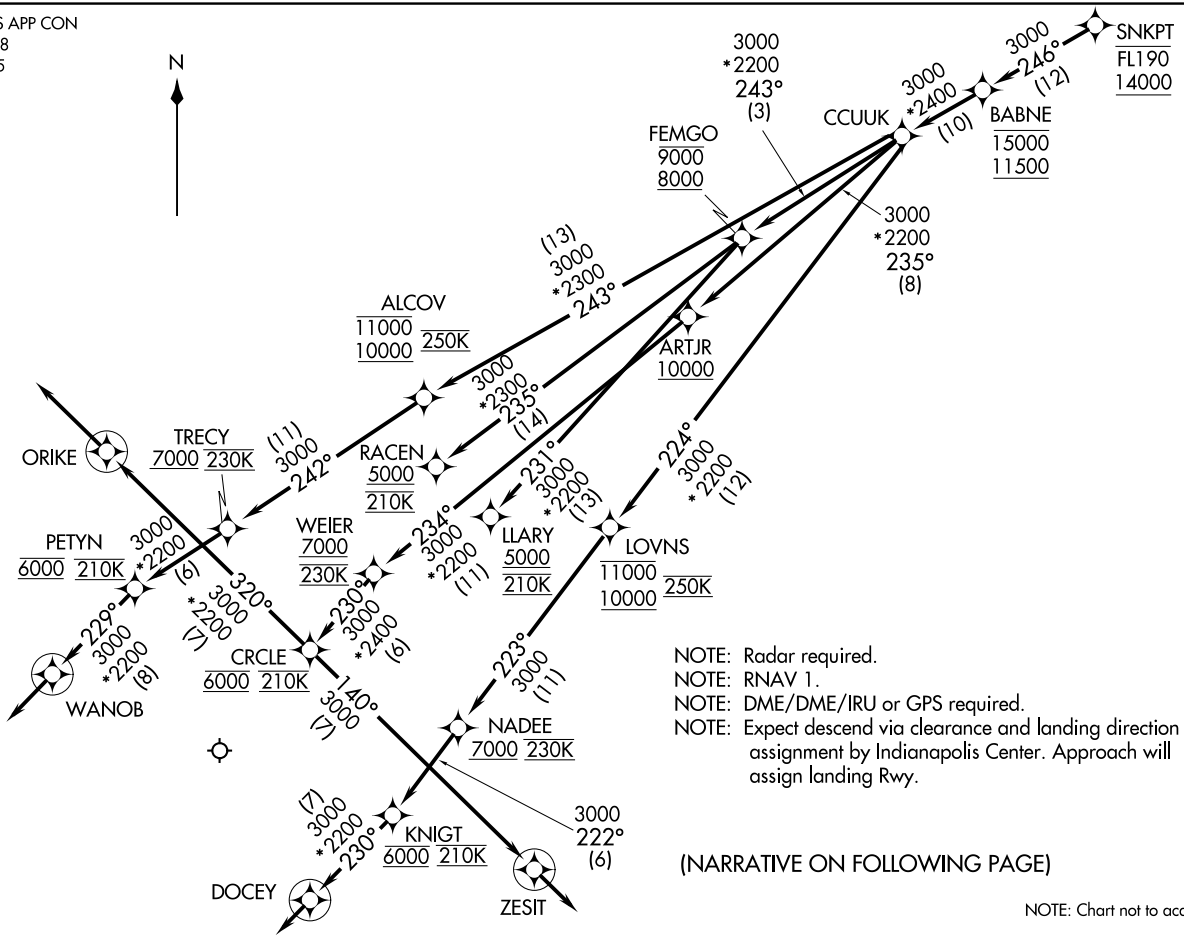 S APP CON
8
5
N
SNKPT
FL190
14000
3000
246°
(12)
BABNE
15000
11500
3000
*2400
(10)
CCUUK
3000
*2200
243°
(3)
FEMGO
9000
8000
3000
*2200
235°
(8)
(13)
3000
*2300
243°
ALCOV
11000
10000
250K
ARTJR
10000
3000
*2300
235°
(14)
RACEN
5000
210K
231°
3000
*2200
(13)
LLARY
5000
210K
224°
3000
*2200
(12)
LOVNS
11000
10000
250K
ORIKE
TRECY
7000 230K
(11)
3000
242°
WEIER
7000
230K
234°
3000
*2200
(11)
PETYN
6000 210K
3000
*2200
(6)
320°
3000
*2200
(7)
230°
3000
*2400
(6)
229°
3000
*2200
(8)
WANOB
CRCLE
6000 210K
140°
3000
(7)
223°
3000
(11)
NADEE
7000 230K
3000
222°
(6)
KNIGT
6000 210K
(7)
3000
*2200
230°
DOCEY
ZESIT
NOTE: Radar required.
NOTE: RNAV 1.
NOTE: DME/DME/IRU or GPS required.
NOTE: Expect descend via clearance and landing direction
assignment by Indianapolis Center. Approach will
assign landing Rwy.
(NARRATIVE ON FOLLOWING PAGE)
NOTE: Chart not to